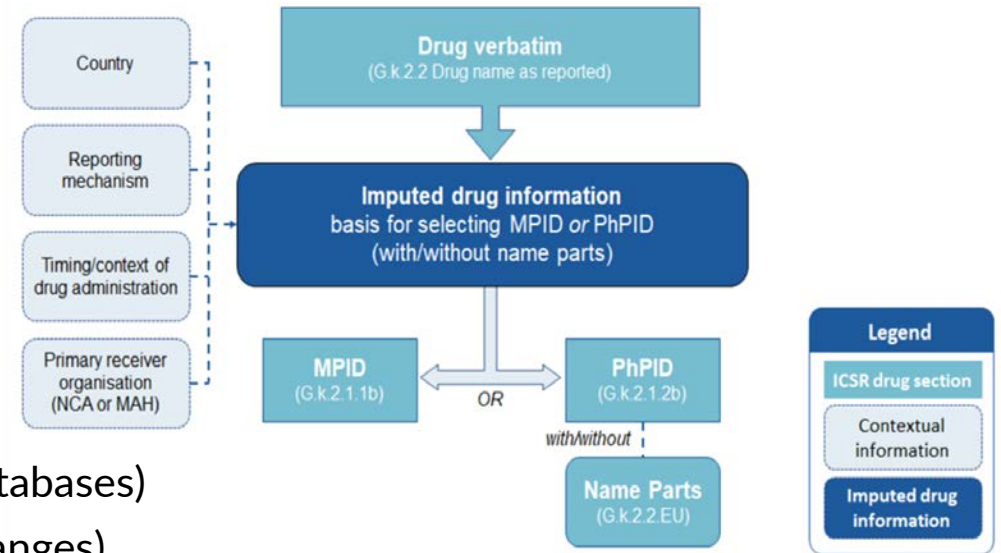 Country
Reporting
mechanism
Timing/context of
drug administration
Primary receiver
organisation
(NCA or MAH)
Drug verbatim
(G.k.2.2 Drug name as reported)
Imputed drug information
basis for selecting MPID or PhPID
(with/without name parts)
MPID
(G.k.2.1.1b)
OR
PhPID
(G.k.2.1.2b)
with/without
Name Parts
(G.k.2.2.EU)
Legend
ICSR drug section
Contextual
information
Imputed drug
information